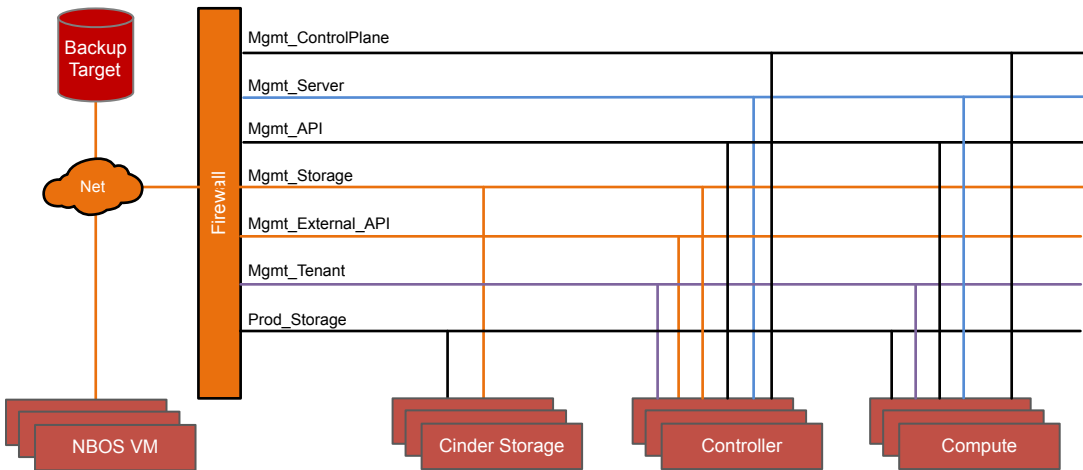 Backup
Target
Net
Firewall
Mgmt_ControlPlane
Mgmt_Server
Mgmt_API
Mgmt_Storage
Mgmt_External_API
Mgmt_Tenant
Prod_Storage
NBOS VM
Cinder Storage
Controller
Compute